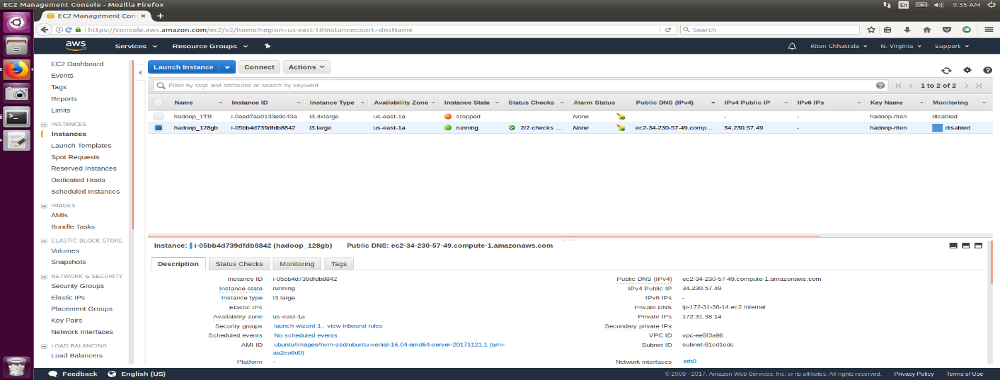 EC2 Management Console - Mozilla Firefox
En 9:35 AM
EC2 Management Con
https://console.aws.amazon.com/ec2/v2/home?region=us-east-1#Instances:sort=dnsName
Search
aws Services Resource Groups Riten Chhatrala N. Virginia Support
EC2 Dashboard
Events
Tags
Reports
Limits
INSTANCES
Instances
Launch Templates
Spot Requests
Reserved Instances
Dedicated Hosts
Scheduled Instances
IMAGES
AMIs
Bundle Tasks
ELASTIC BLOCK STORE
Volumes
Snapshots
NETWORK & SECURITY
Security Groups
Elastic IPs
Placement Groups
Key Pairs
Network Interfaces
LOAD BALANCING
Load Balancers
Launch Instance Connect Actions
Filter by tags and attributes or search by keyword
1 to 2 of 2
Name Instance ID Instance Type Availability Zone Instance State Status Checks Alarm Status Public DNS (IPv4) IPv4 Public IP IPv6 IPs Key Name Monitoring
hadoop_1TB i-0aed7ae0133e9c43a i3.4xlarge us-east-1a stopped None - - hadoop-riten disabled
hadoop_128gb i-05bb4d739dfdb8842 i3.large us-east-1a running 2/2 checks ... None ec2-34-230-57-49.comp... 34.230.57.49 - hadoop-riten disabled
Instance: i-05bb4d739dfdb8842 (hadoop_128gb) Public DNS: ec2-34-230-57-49.compute-1.amazonaws.com
Description Status Checks Monitoring Tags
Instance ID i-05bb4d739dfdb8842
Instance state running
Instance type i3.large
Elastic IPs
Availability zone us-east-1a
Security groups launch-wizard-1. view inbound rules
Scheduled events No scheduled events
AMI ID ubuntu/images/hvm-ssd/ubuntu-xenial-16.04-amd64-server-20171121.1 (ami-
aa2ea6d0)
Platform -
Public DNS (IPv4) ec2-34-230-57-49.compute-1.amazonaws.com
IPv4 Public IP 34.230.57.49
IPv6 IPs -
Private DNS ip-172-31-38-14.ec2.internal
Private IPs 172.31.38.14
Secondary private IPs
VPC ID vpc-ee5f3a96
Subnet ID subnet-81cd1cdc
Network interfaces eth0
Feedback English (US) © 2008 - 2017, Amazon Web Services, Inc. or its affiliates. All rights reserved. Privacy Policy Terms of Use